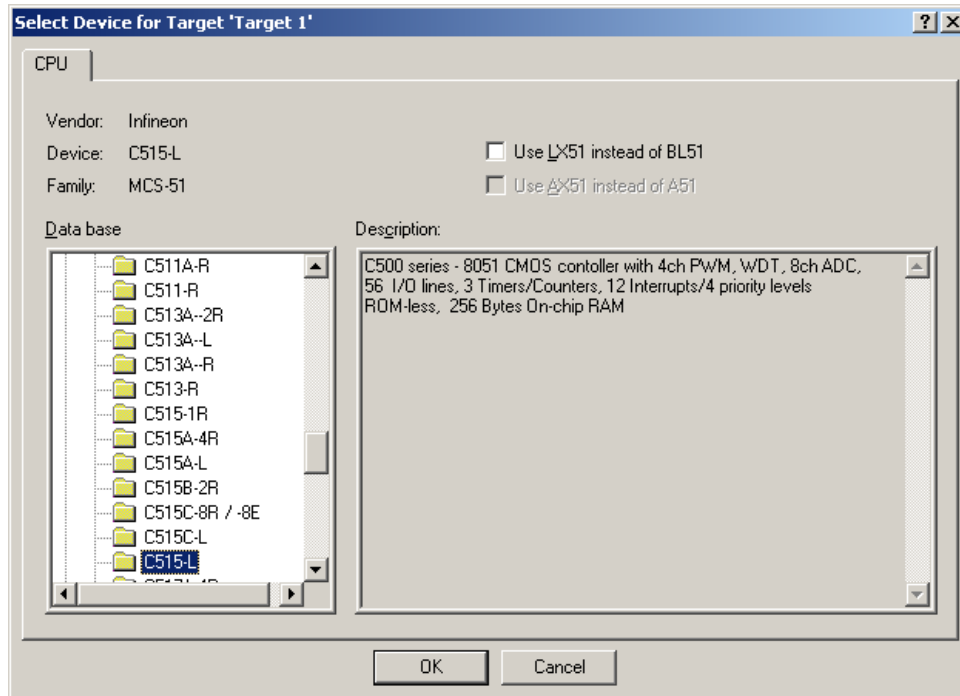 Select Device for Target 'Target 1'
CPU
Vendor: Infineon
Device: C515-L
Family: MCS-51
Use LX51 instead of BL51
Use AX51 instead of A51
Data base
C511A-R
C511-R
C513A--2R
C513A--L
C513A--R
C513-R
C515-1R
C515A-4R
C515A-L
C515B-2R
C515C-8R / -8E
C515C-L
C515-L
Description:
C500 series - 8051 CMOS contoller with 4ch PWM, WDT, 8ch ADC,
56 I/O lines, 3 Timers/Counters, 12 Interrupts/4 priority levels
ROM-less, 256 Bytes On-chip RAM
OK
Cancel